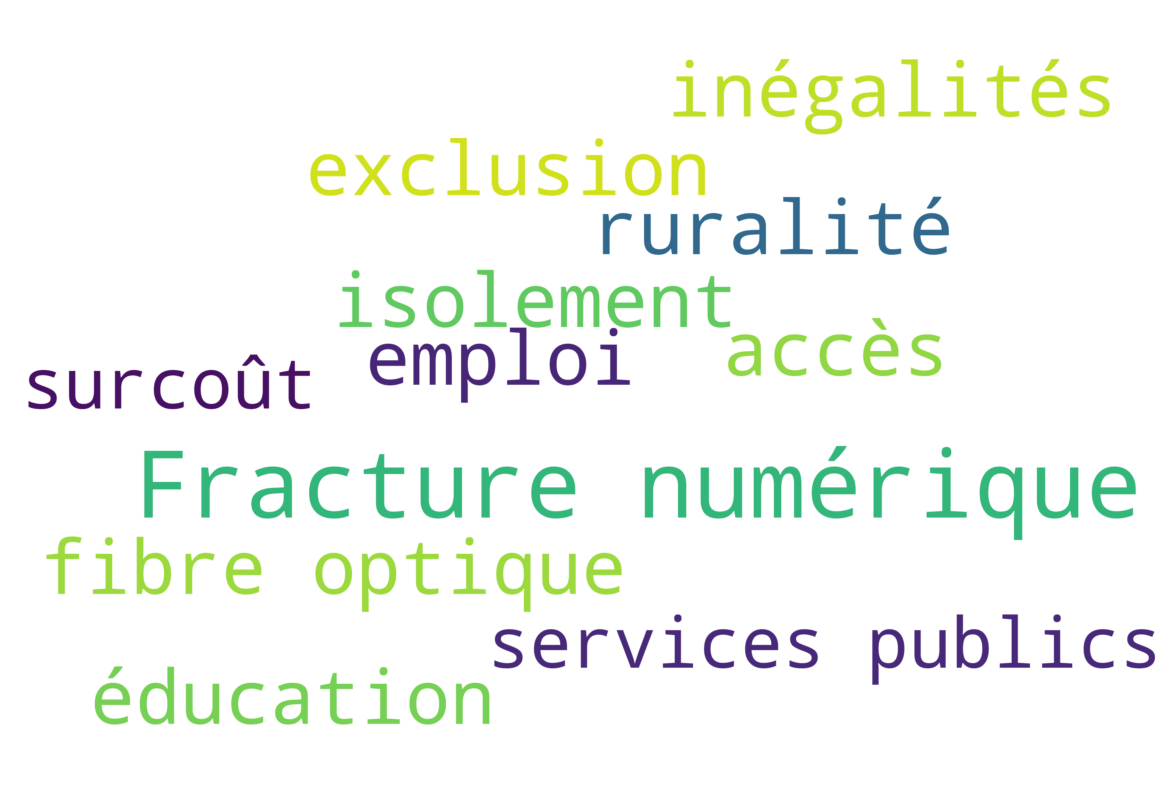 inégalités
exclusion
ruralité
isolement
accès
emploi
surcoût
Fracture numérique
fibre optique
services publics
éducation